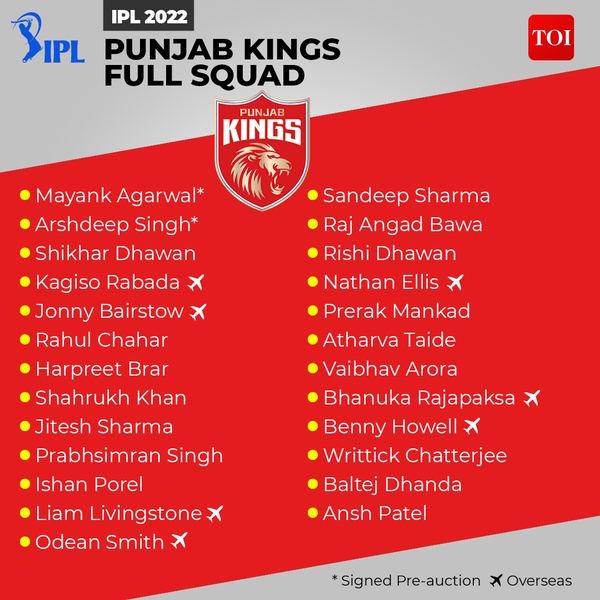 IPL
IPL 2022
PUNJAB KINGS
FULL SQUAD
TOI
PUNJAB
KINGS
Mayank Agarwal*
Arshdeep Singh*
Shikhar Dhawan
Kagiso Rabada
Jonny Bairstow
Rahul Chahar
Harpreet Brar
Shahrukh Khan
Jitesh Sharma
Prabhsimran Singh
Ishan Porel
Liam Livingstone
Odean Smith
Sandeep Sharma
Raj Angad Bawa
Rishi Dhawan
Nathan Ellis
Prerak Mankad
Atharva Taide
Vaibhav Arora
Bhanuka Rajapaksa
Benny Howell
Writtick Chatterjee
Baltej Dhanda
Ansh Patel
* Signed Pre-auction Overseas